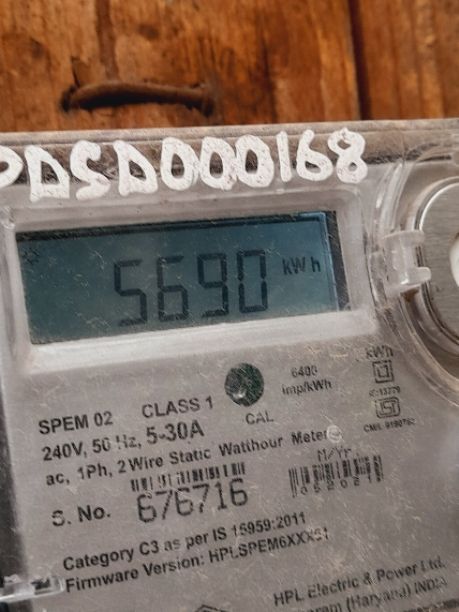 PDSD000168
5690 kWh
6400
imp/kWh
kWh
SPEM 02 CLASS 1
CAL
240V, 50 Hz, 5-30A
ac, 1Ph, 2 Wire Static Watthour Meter
M/Yr.
S. No. 676716
Category C3 as per IS 15959:2011
Firmware Version:
HPL Electric & Power Ltd.
(Haryana) INDIA